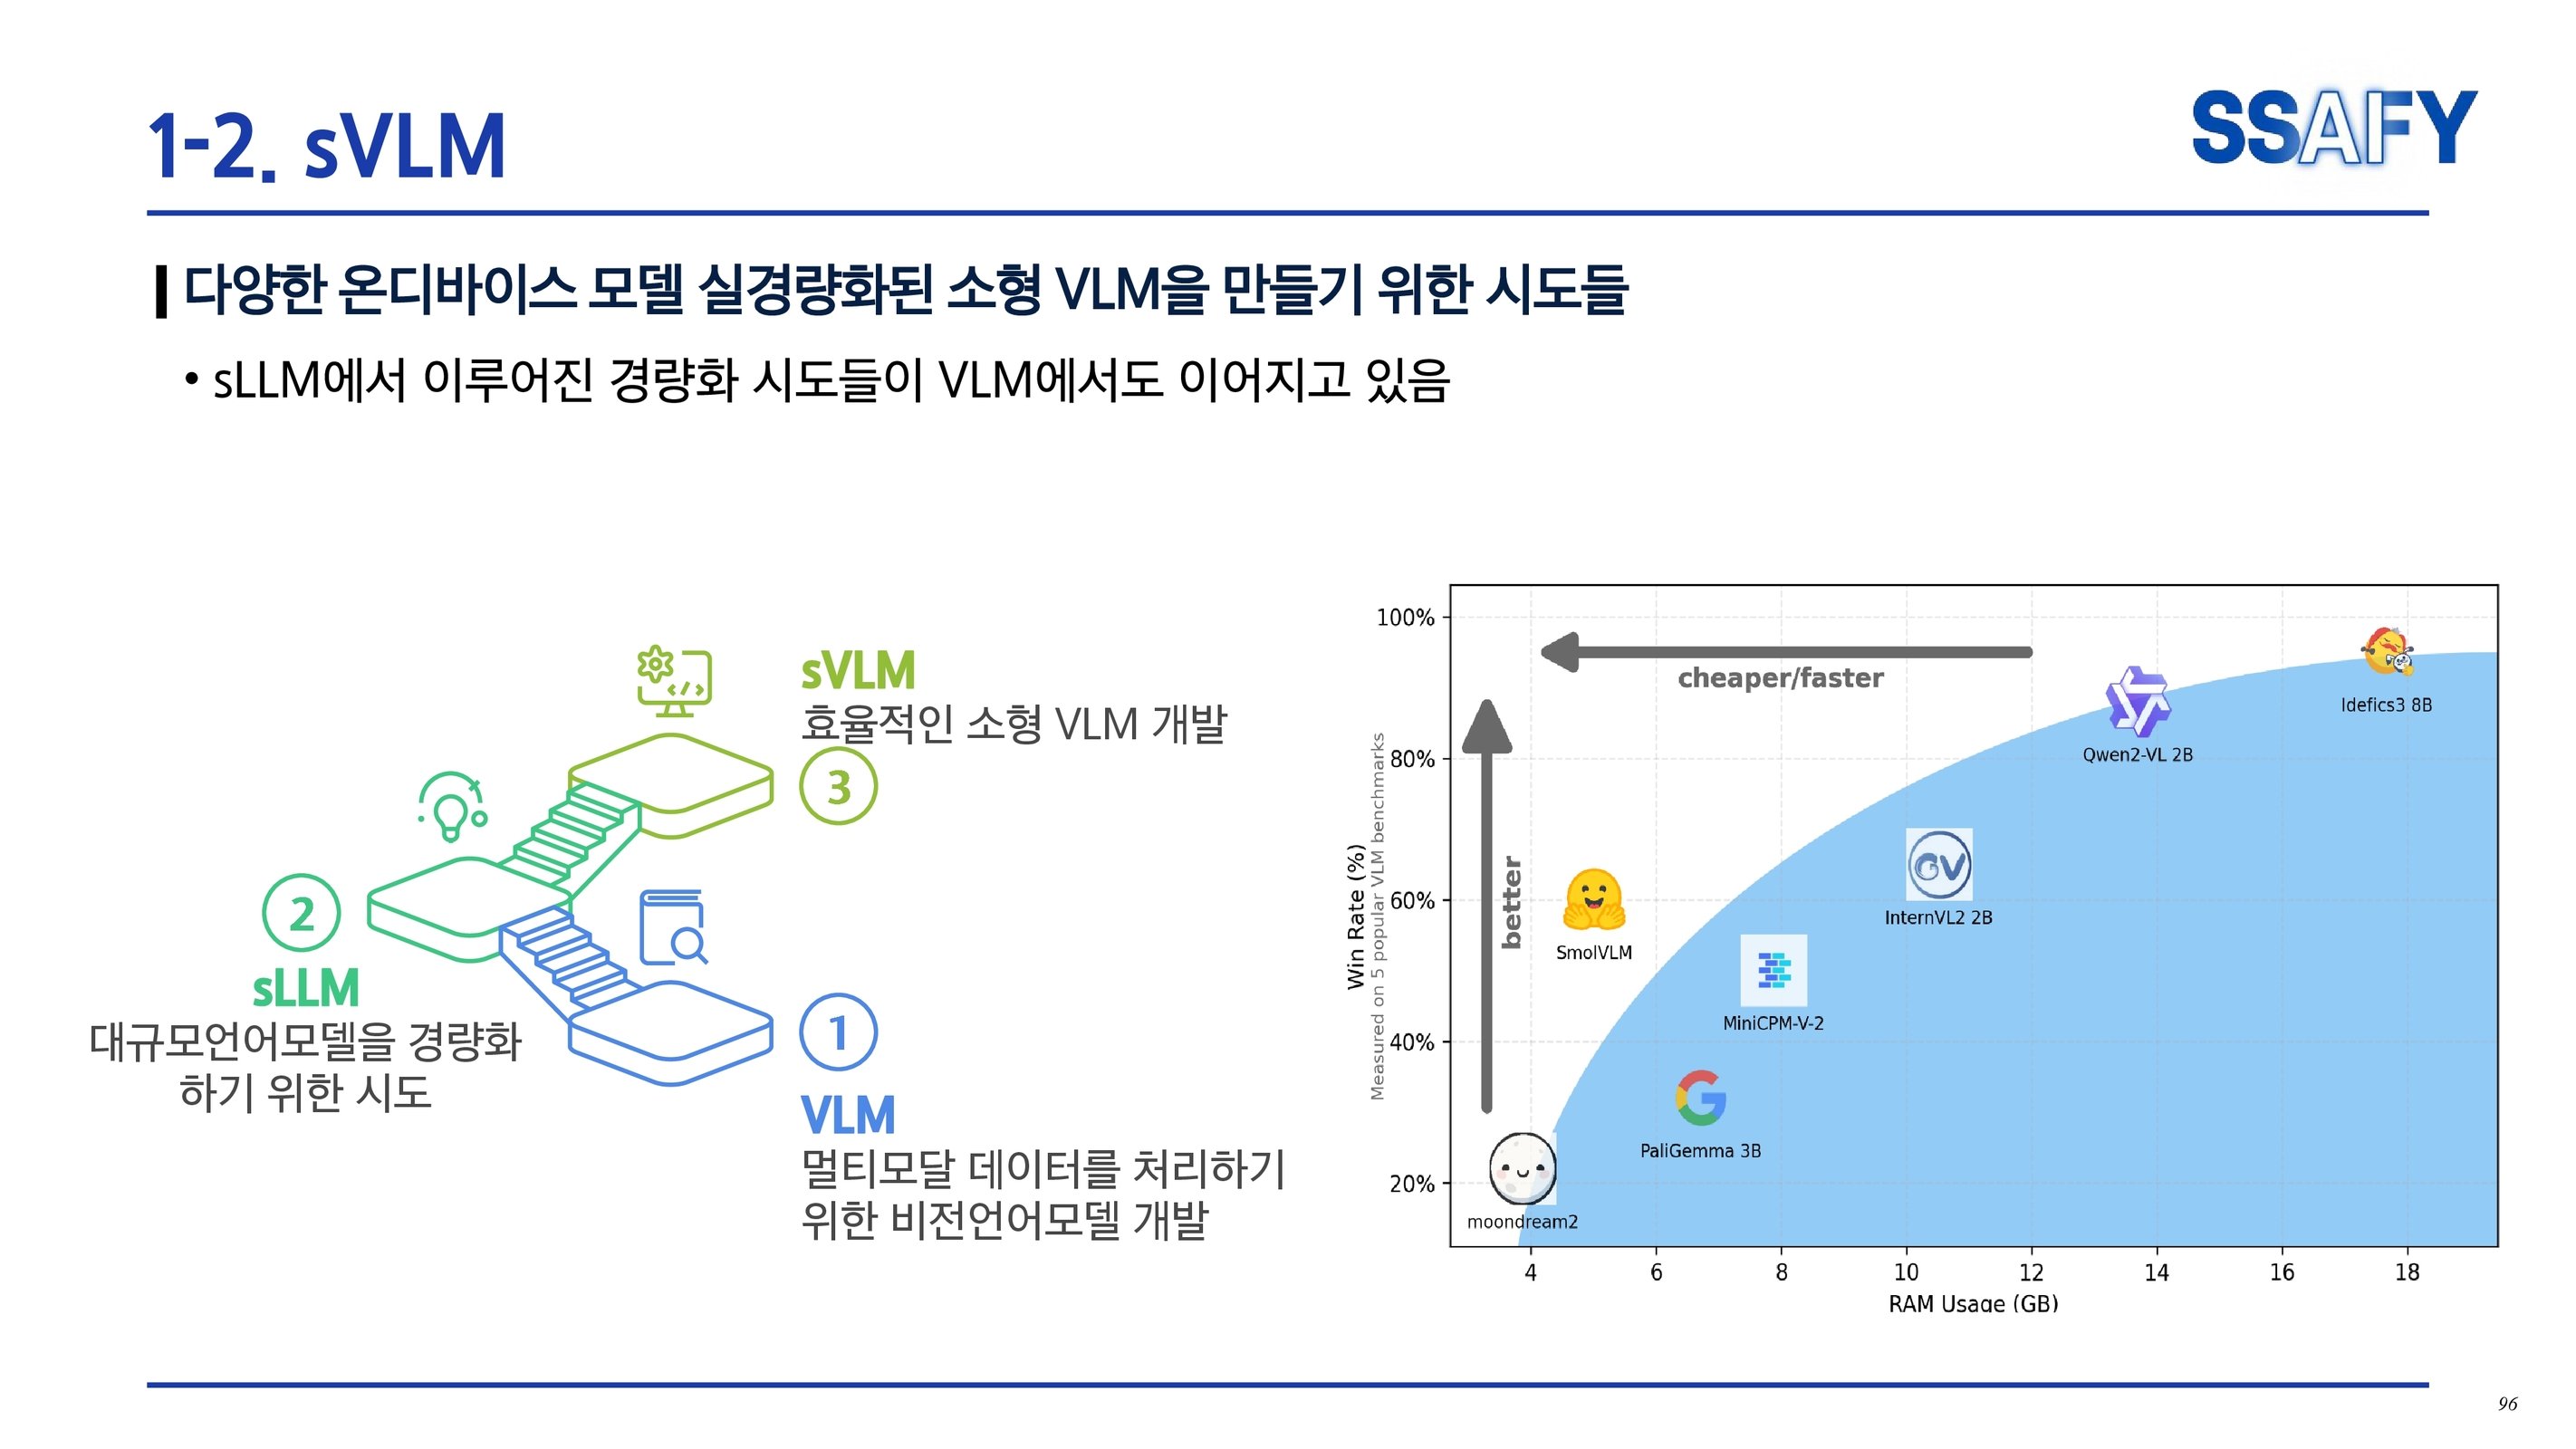 1-2. sVLM
SSAFY
다양한 온디바이스 모델 실경량화된 소형 VLM을 만들기 위한 시도들
• sLLM에서 이루어진 경량화 시도들이 VLM에서도 이어지고 있음
sVLM
효율적인 소형 VLM 개발
3
2
sLLM
대규모언어모델을 경량화
하기 위한 시도
1
VLM
멀티모달 데이터를 처리하기
위한 비전언어모델 개발
Win Rate (%)
Measured on 5 popular VLM benchmarks
100%
80%
60%
40%
20%
cheaper/faster
better
Idefics3 8B
Qwen2-VL 2B
GV
InternVL2 2B
SmolVLM
MiniCPM-V-2
G
PaliGemma 3B
moondream2
4 6 8 10 12 14 16 18
RAM Usage (GB)
96